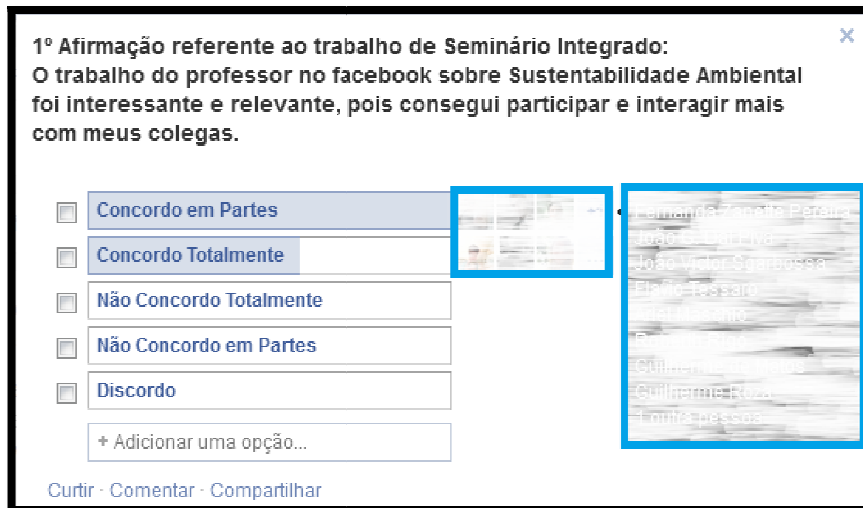 1º Afirmação referente ao trabalho de Seminário Integrado:
O trabalho do professor no facebook sobre Sustentabilidade Ambiental
foi interessante e relevante, pois consegui participar e interagir mais
com meus colegas.
Concordo em Partes
Concordo Totalmente
Não Concordo Totalmente
Não Concordo em Partes
Discordo
+ Adicionar uma opção...
Curtir · Comentar · Compartilhar